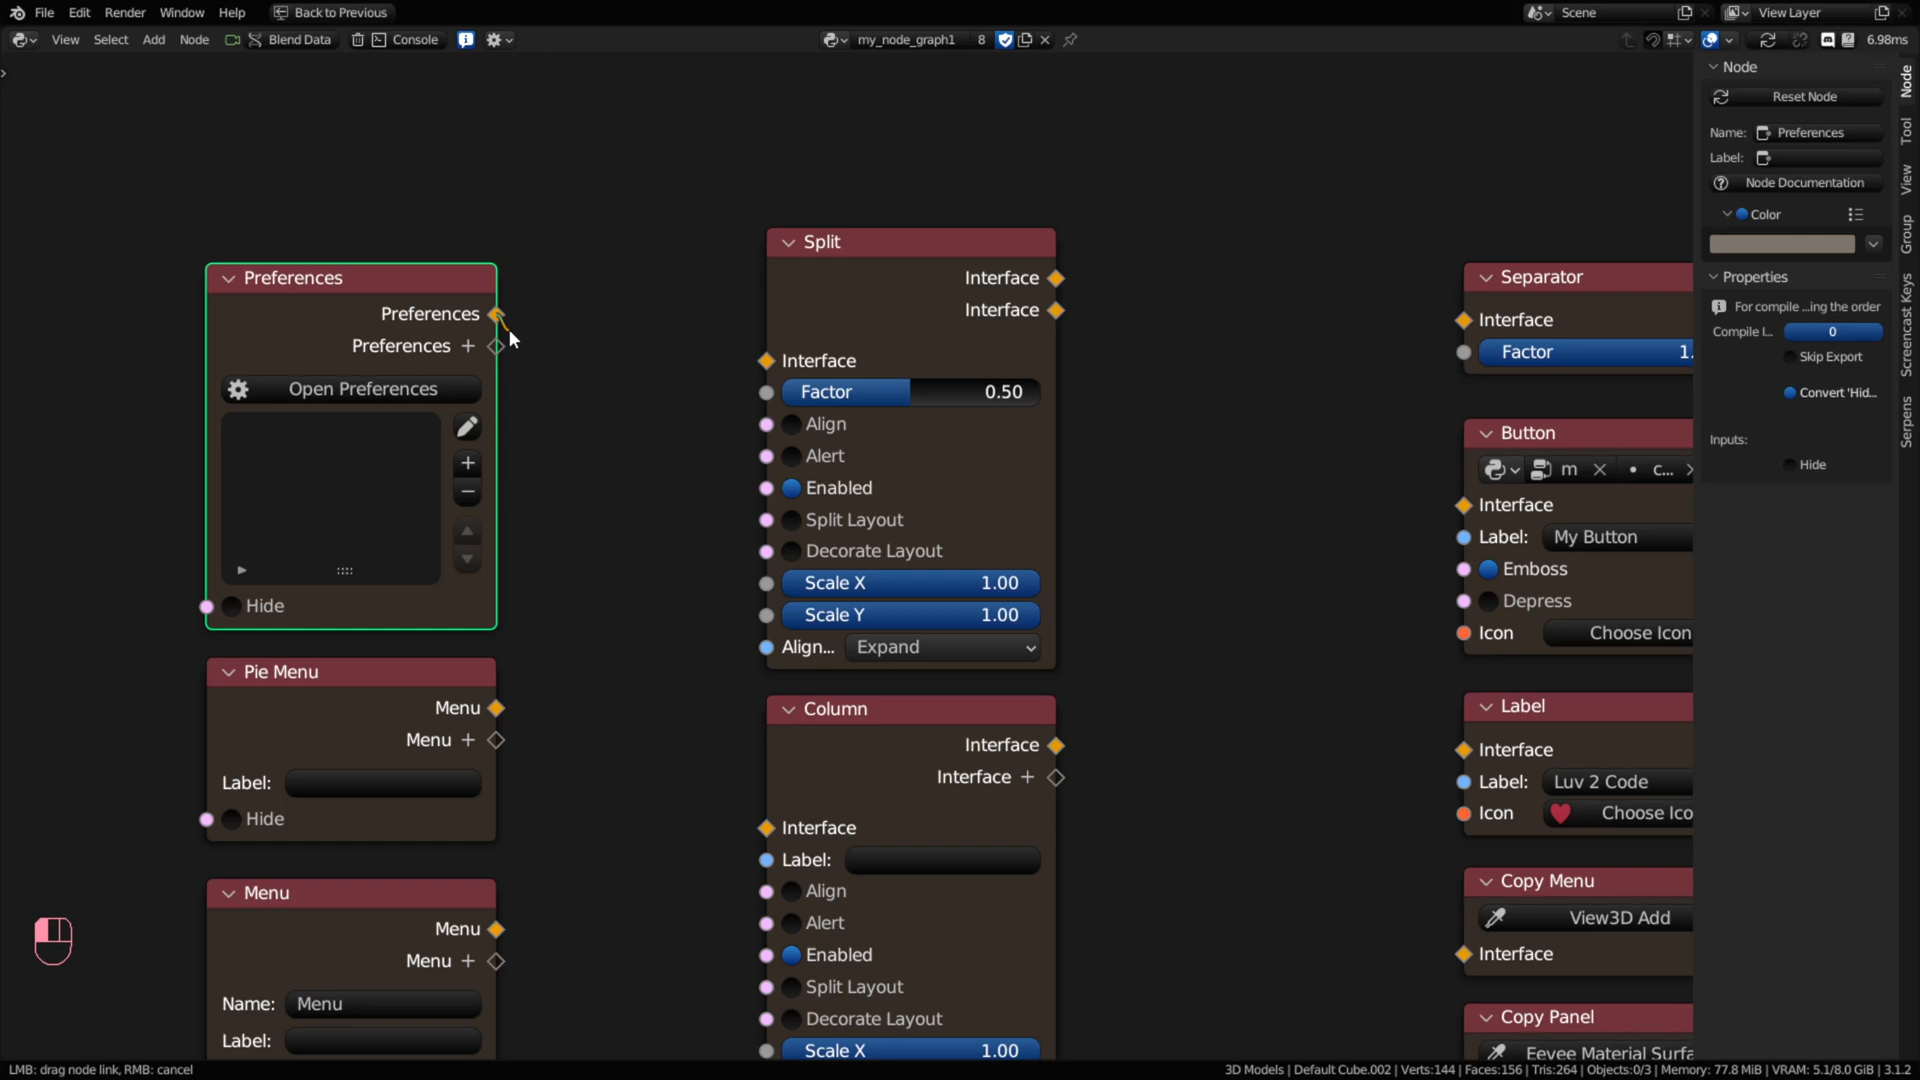 File Edit Render Window Help Back to Previous Scene View Layer
View Select Add Node Blend Data Console my_node_graph1 8 6.98ms
Node
Reset Node
Name: Preferences
Label:
Node Documentation
Color
Properties
For compile ...ing the order
Compile I... 0
Skip Export
Convert 'Hid...
Inputs:
Hide
Node
Tool
View
Group
Screencast Keys
Serpens
Preferences
Preferences
Preferences +
Open Preferences
Hide
Pie Menu
Menu
Menu +
Label:
Hide
Menu
Menu
Menu +
Name: Menu
Label:
Split
Interface
Interface
Interface
Factor 0.50
Align
Alert
Enabled
Split Layout
Decorate Layout
Scale X 1.00
Scale Y 1.00
Align... Expand
Column
Interface
Interface +
Interface
Label:
Align
Alert
Enabled
Split Layout
Decorate Layout
Scale X 1.00
Separator
Interface
Factor 1.
Button
m c...
Interface
Label: My Button
Emboss
Depress
Icon Choose Icon
Label
Interface
Label: Luv 2 Code
Icon Choose Ico
Copy Menu
View3D Add
Interface
Copy Panel
Eevee Material Surfa
LMB: drag node link, RMB: cancel
3D Models | Default Cube.002 | Verts:144 | Faces:156 | Tris:264 | Objects:0/3 | Memory: 77.8 MiB | VRAM: 5.1/8.0 GiB | 3.1.2